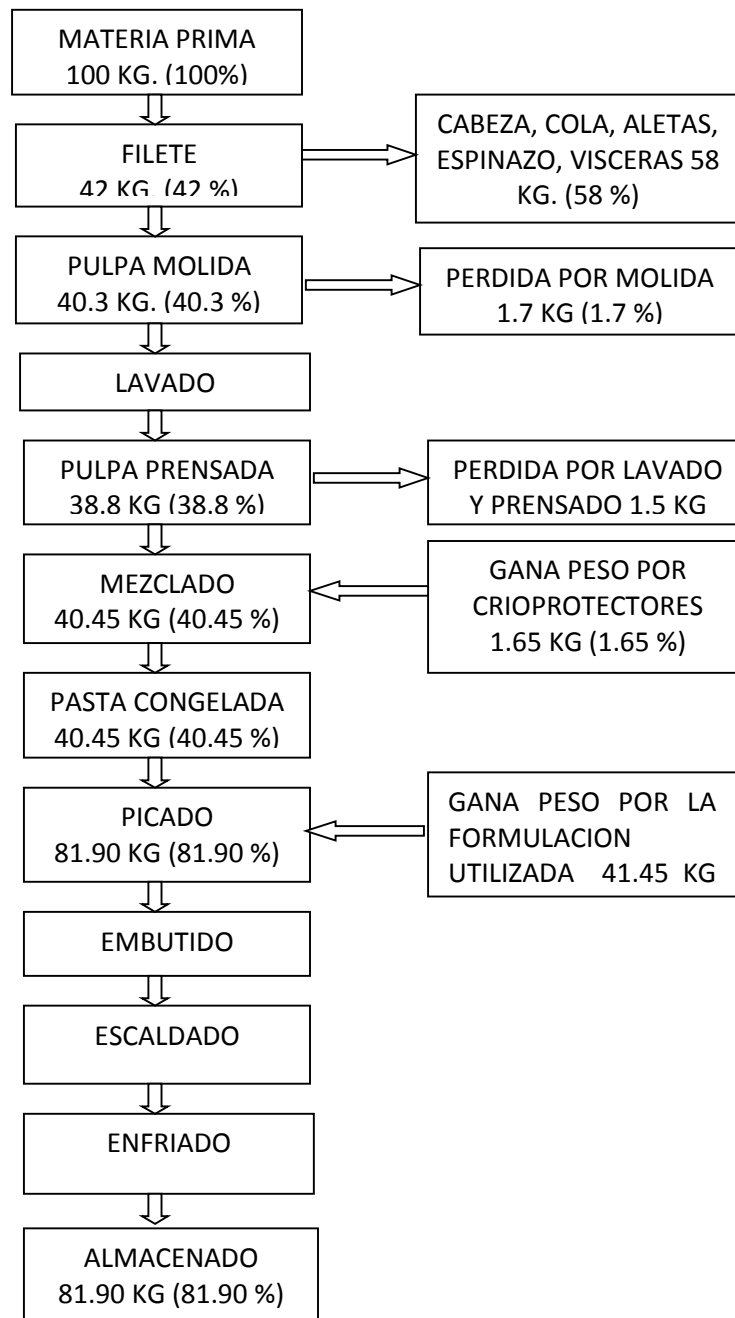 MATERIA PRIMA
100 KG. (100%)
FILETE
42 KG. (42 %)
CABEZA, COLA, ALETAS,
ESPINAZO, VISCERAS 58
KG. (58 %)
PULPA MOLIDA
40.3 KG. (40.3 %)
PERDIDA POR MOLIDA
1.7 KG (1.7 %)
LAVADO
PULPA PRENSADA
38.8 KG (38.8 %)
PERDIDA POR LAVADO
Y PRENSADO 1.5 KG
MEZCLADO
40.45 KG (40.45 %)
GANA PESO POR
CRIOPROTECTORES
1.65 KG (1.65 %)
PASTA CONGELADA
40.45 KG (40.45 %)
PICADO
81.90 KG (81.90 %)
GANA PESO POR LA
FORMULACION
UTILIZADA 41.45 KG
EMBUTIDO
ESCALDADO
ENFRIADO
ALMACENADO
81.90 KG (81.90 %)